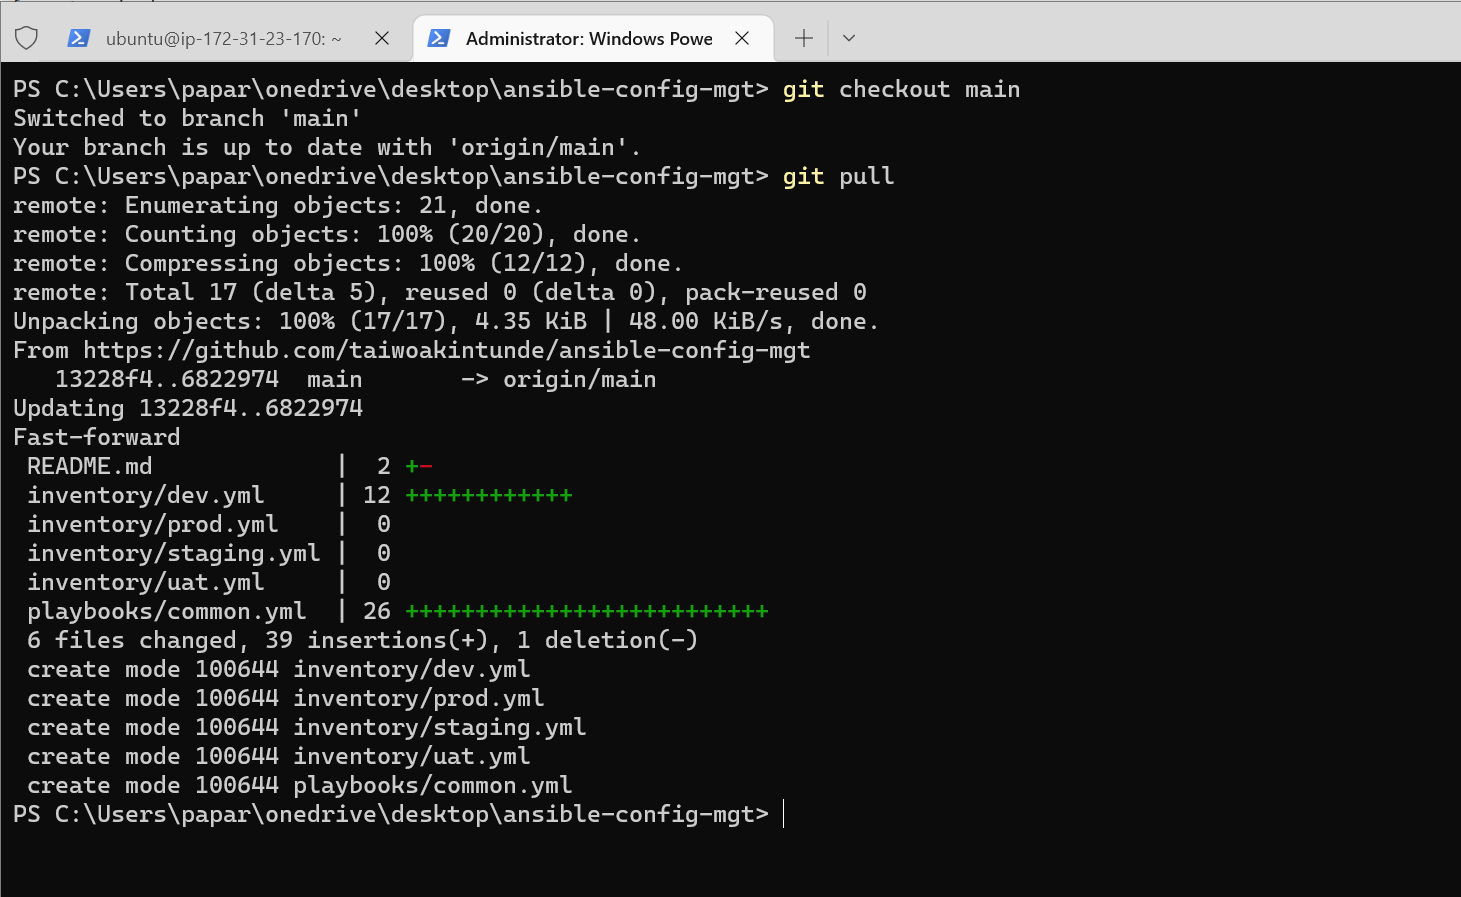 ubuntu@ip-172-31-23-170: ~
Administrator: Windows Powe
PS C:\Users\papar\onedrive\desktop\ansible-config-mgt> git checkout main
Switched to branch 'main'
Your branch is up to date with 'origin/main'.
PS C:\Users\papar\onedrive\desktop\ansible-config-mgt> git pull
remote: Enumerating objects: 21, done.
remote: Counting objects: 100% (20/20), done.
remote: Compressing objects: 100% (12/12), done.
remote: Total 17 (delta 5), reused 0 (delta 0), pack-reused 0
Unpacking objects: 100% (17/17), 4.35 KiB | 48.00 KiB/s, done.
From https://github.com/taiwoakintunde/ansible-config-mgt
   13228f4..6822974  main       -> origin/main
Updating 13228f4..6822974
Fast-forward
 README.md             |  2 +-
 inventory/dev.yml     | 12 ++++++++++++
 inventory/prod.yml    |  0
 inventory/staging.yml |  0
 inventory/uat.yml     |  0
 playbooks/common.yml  | 26 ++++++++++++++++++++++++++
 6 files changed, 39 insertions(+), 1 deletion(-)
 create mode 100644 inventory/dev.yml
 create mode 100644 inventory/prod.yml
 create mode 100644 inventory/staging.yml
 create mode 100644 inventory/uat.yml
 create mode 100644 playbooks/common.yml
PS C:\Users\papar\onedrive\desktop\ansible-config-mgt>